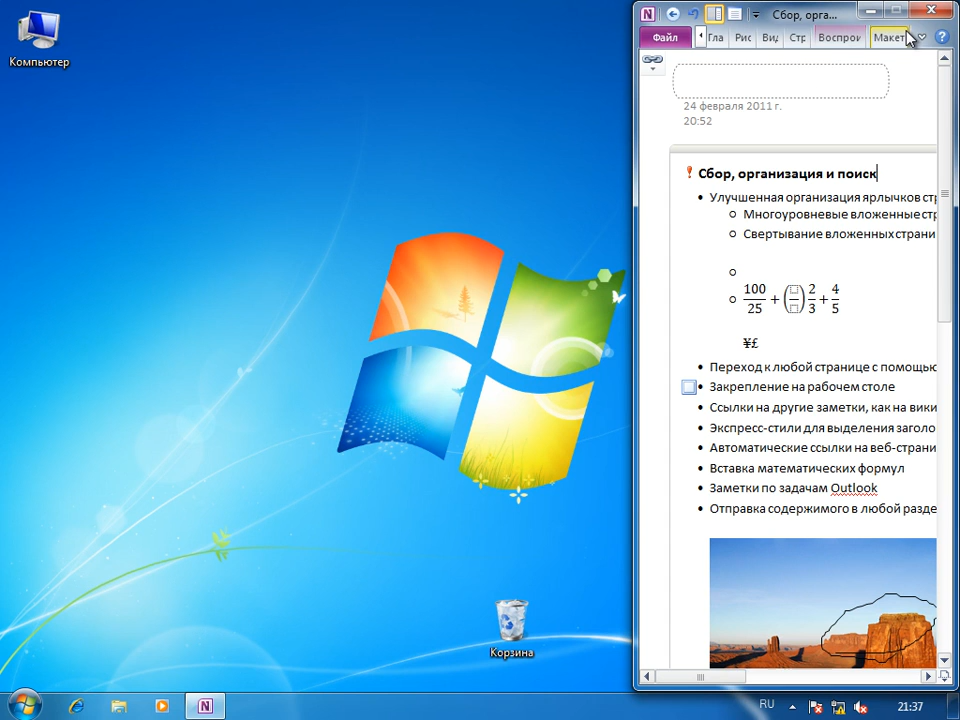 Компьютер
Сбор, орга...
Файл
Гла
Рис
Вид
Стр
Воспрои
Макет
24 февраля 2011 г.
20:52
Сбор, организация и поиск
Улучшенная организация ярлычков стр
Многоуровневые вложенные стр
Свертывание вложенных страни
100/25 + (□/□) 2/3 + 4/5
¥£
Переход к любой странице с помощью
Закрепление на рабочем столе
Ссылки на другие заметки, как на вики
Экспресс-стили для выделения заголо
Автоматические ссылки на веб-страни
Вставка математических формул
Заметки по задачам Outlook
Отправка содержимого в любой разде
Корзина
RU
21:37